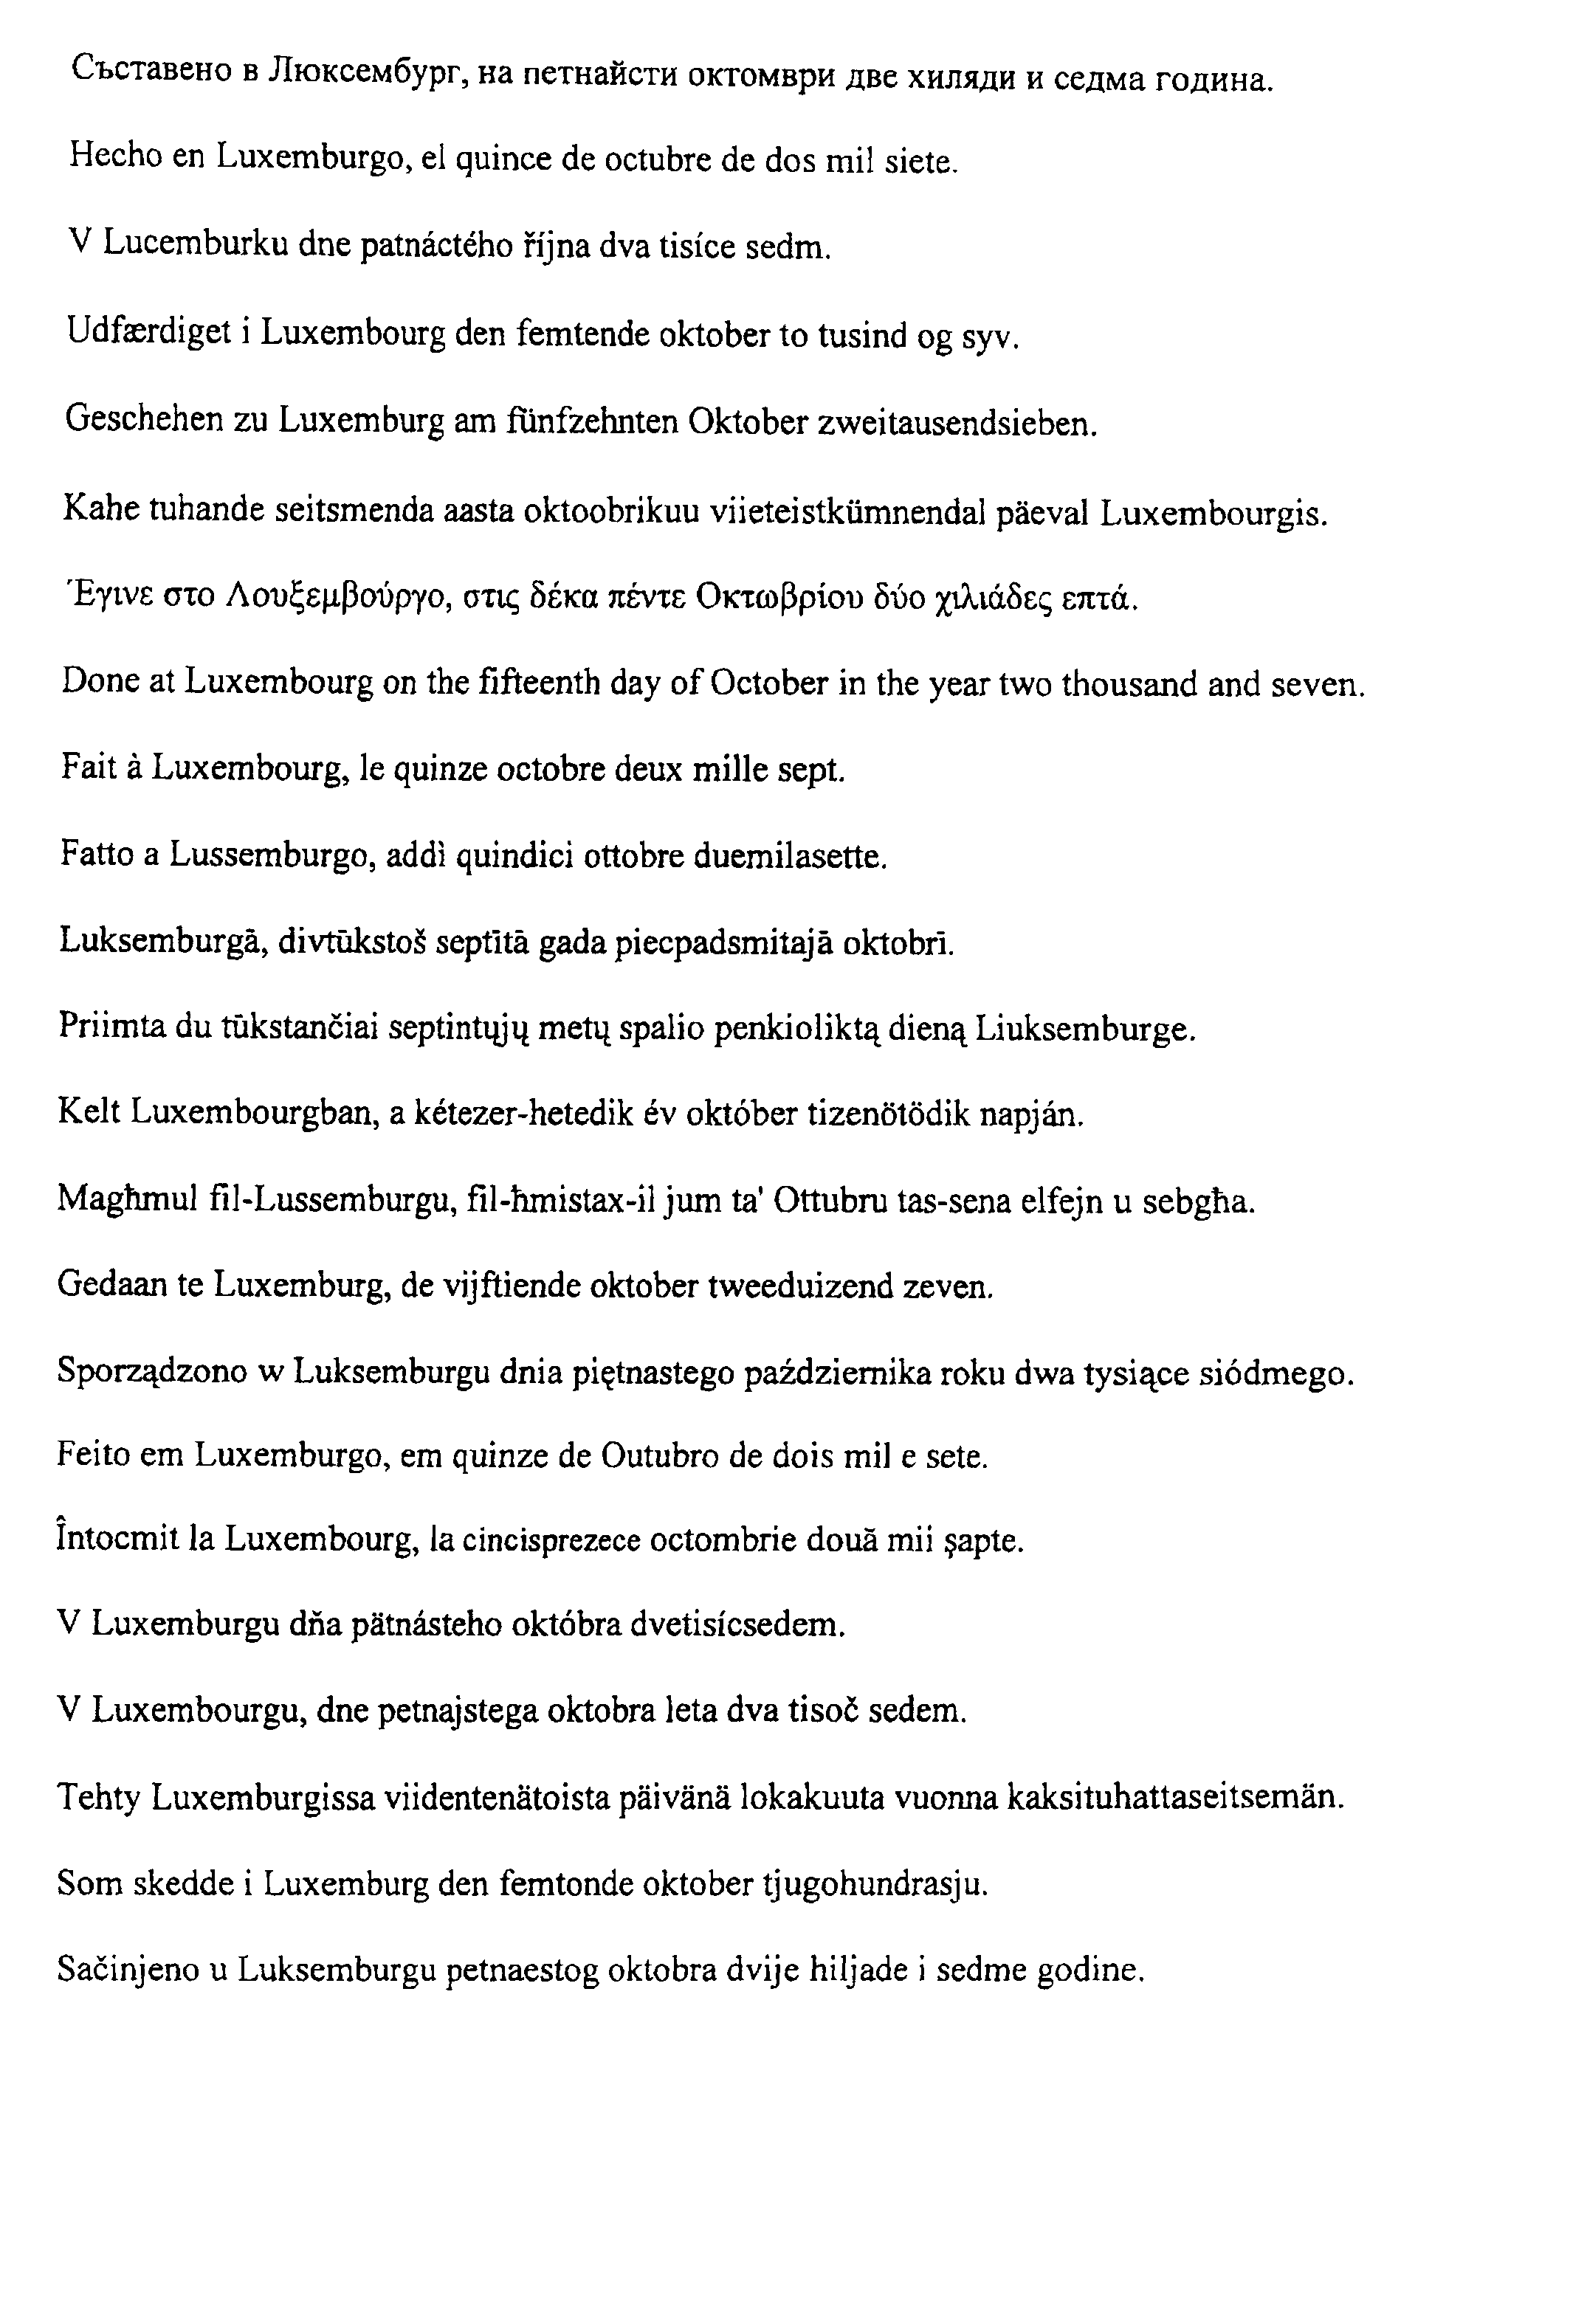 Съставено в Люксембург, на петнайсти октомври две хиляди и седма година.
Hecho en Luxemburgo, el quince de octubre de dos mil siete.
V Lucemburku dne patnáctého října dva tisíce sedm.
Udfærdiget i Luxembourg den femtende oktober to tusind og syv.
Geschehen zu Luxemburg am fünfzehnten Oktober zweitausendsieben.
Kahe tuhande seitsmenda aasta oktoobrikuu viieteistkümnendal päeval Luxembourgis.
Έγινε στο Λουξεμβούργο, στις δέκα πέντε Οκτωβρίου δύο χιλιάδες επτά.
Done at Luxembourg on the fifteenth day of October in the year two thousand and seven.
Fait à Luxembourg, le quinze octobre deux mille sept.
Fatto a Lussemburgo, addì quindici ottobre duemilasette.
Luksemburgā, divtūkstoš septītā gada piecpadsmitajā oktobrī.
Priimta du tūkstančiai septintųjų metų spalio penkioliktą dieną Liuksemburge.
Kelt Luxembourgban, a kétezer-hetedik év október tizenötödik napján.
Magħmul fil-Lussemburgu, fil-ħmistax-il jum ta' Ottubru tas-sena elfejn u sebgħa.
Gedaan te Luxemburg, de vijftiende oktober tweeduizend zeven.
Sporządzono w Luksemburgu dnia piętnastego października roku dwa tysiące siódmego.
Feito em Luxemburgo, em quinze de Outubro de dois mil e sete.
Întocmit la Luxembourg, la cincisprezece octombrie două mii şapte.
V Luxemburgu dňa pätnásteho októbra dvetisícsedem.
V Luxembourgu, dne petnajstega oktobra leta dva tisoč sedem.
Tehty Luxemburgissa viidentenätoista päivänä lokakuuta vuonna kaksituhattaseitsemän.
Som skedde i Luxemburg den femtonde oktober tjugohundrasju.
Sačinjeno u Luksemburgu petnaestog oktobra dvije hiljade i sedme godine.